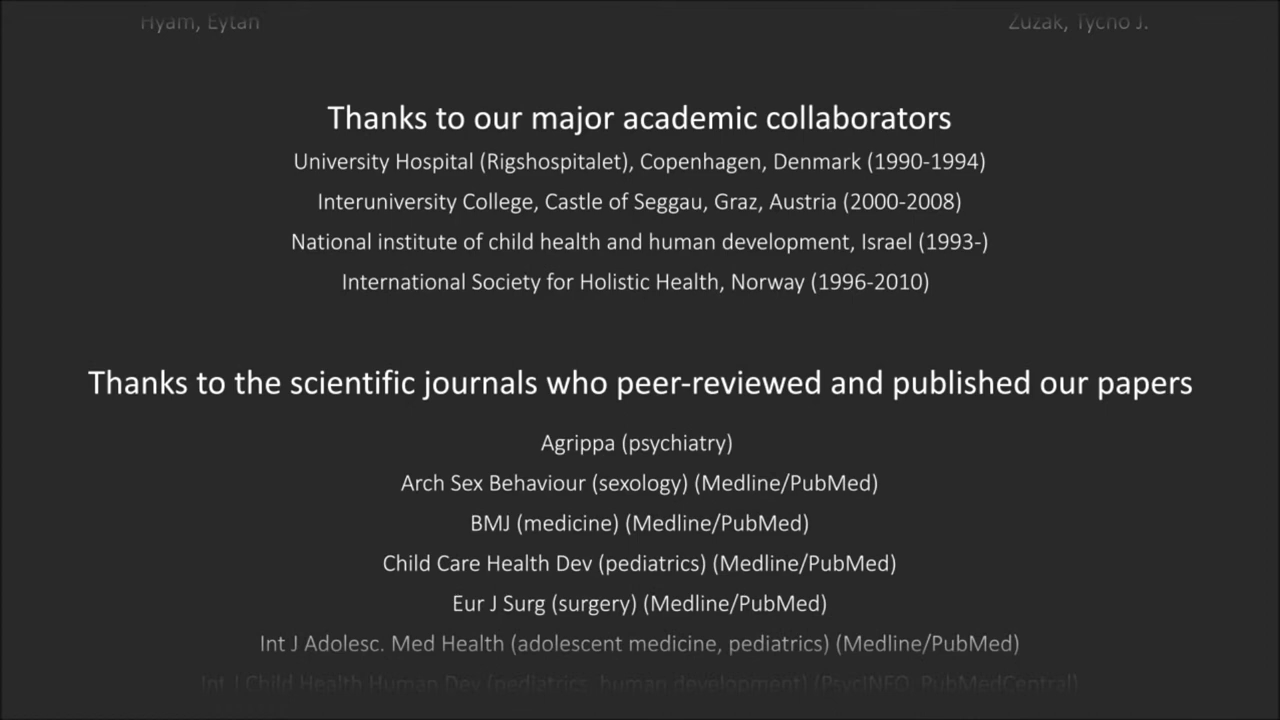 Hyam, Eytan
Zuzak, Tycho J.
Thanks to our major academic collaborators
University Hospital (Rigshospitalet), Copenhagen, Denmark (1990-1994)
Interuniversity College, Castle of Seggau, Graz, Austria (2000-2008)
National institute of child health and human development, Israel (1993-)
International Society for Holistic Health, Norway (1996-2010)
Thanks to the scientific journals who peer-reviewed and published our papers
Agrippa (psychiatry)
Arch Sex Behaviour (sexology) (Medline/PubMed)
BMJ (medicine) (Medline/PubMed)
Child Care Health Dev (pediatrics) (Medline/PubMed)
Eur J Surg (surgery) (Medline/PubMed)
Int J Adolesc. Med Health (adolescent medicine, pediatrics) (Medline/PubMed)
Int J Child Health Human Dev (pediatrics, human development) (PsycINFO, PubMedCentral)